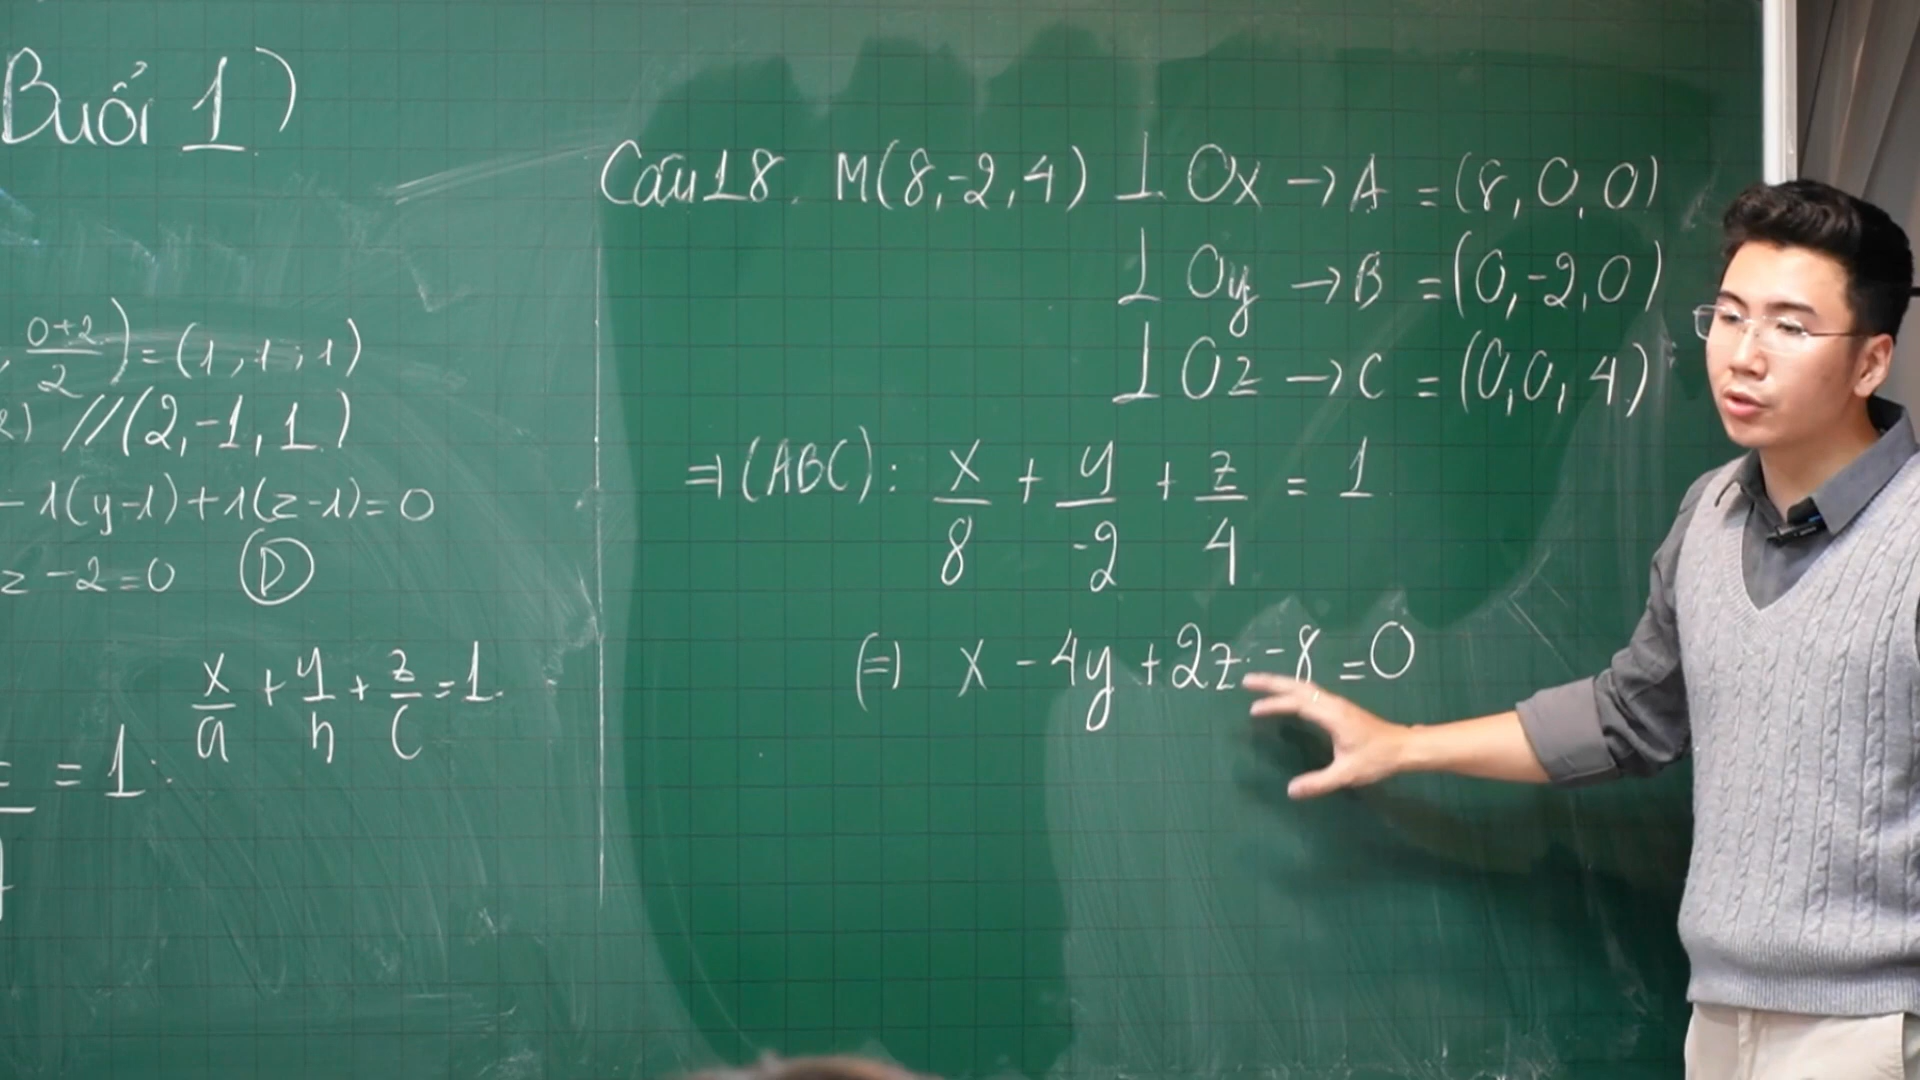 Buổi 1)
, (0+2)/2) = (1, 1, 1)
2) // (2, -1, 1)
- 1(y-1) + 1(z-1) = 0
z - 2 = 0 (D)
x/a + y/h + z/c = 1
= 1
Câu 18. M(8, -2, 4) ⊥ Ox → A = (8, 0, 0)
⊥ Oy → B = (0, -2, 0)
⊥ Oz → C = (0, 0, 4)
⇒ (ABC): x/8 + y/-2 + z/4 = 1
(=) x - 4y + 2z - 8 = 0